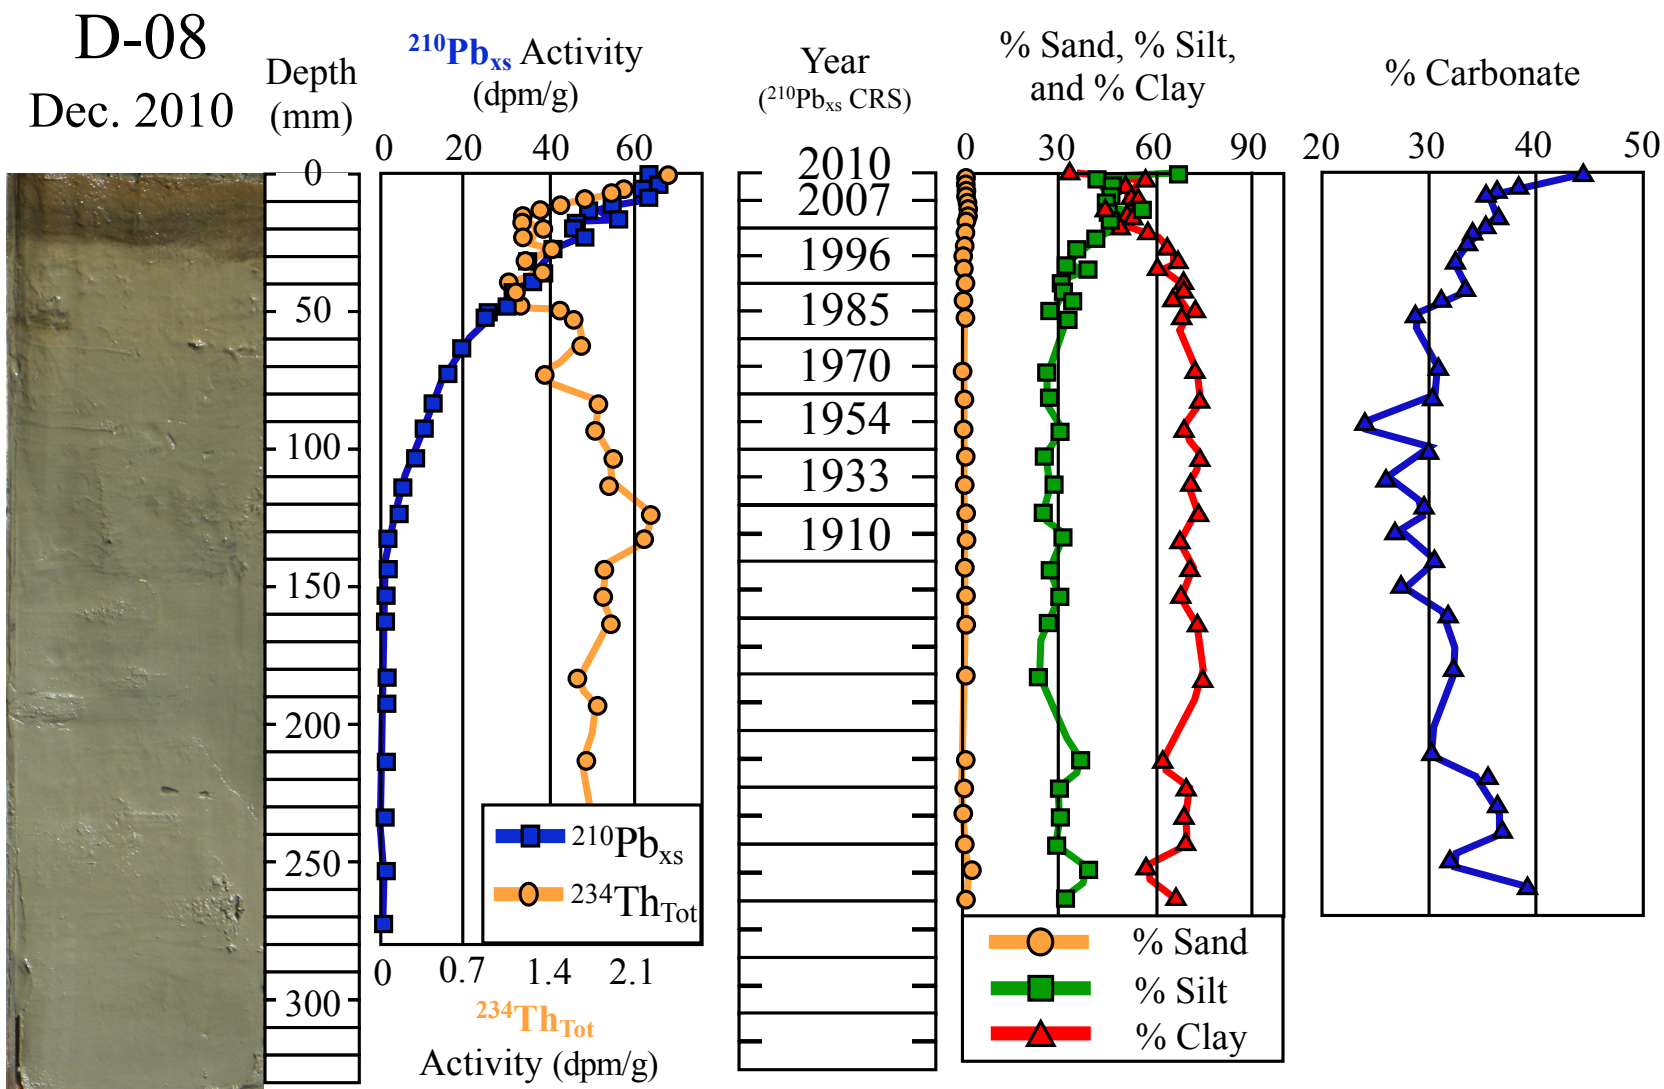 D-08
Dec. 2010
Depth
(mm)
0
50
100
150
200
250
300
²¹⁰Pbₓₛ Activity
(dpm/g)
0 20 40 60
²¹⁰Pbₓₛ
²³⁴Th_Tot
0 0.7 1.4 2.1
²³⁴Th_Tot
Activity (dpm/g)
Year
(²¹⁰Pbₓₛ CRS)
2010
2007
1996
1985
1970
1954
1933
1910
% Sand, % Silt,
and % Clay
0 30 60 90
% Sand
% Silt
% Clay
% Carbonate
20 30 40 50